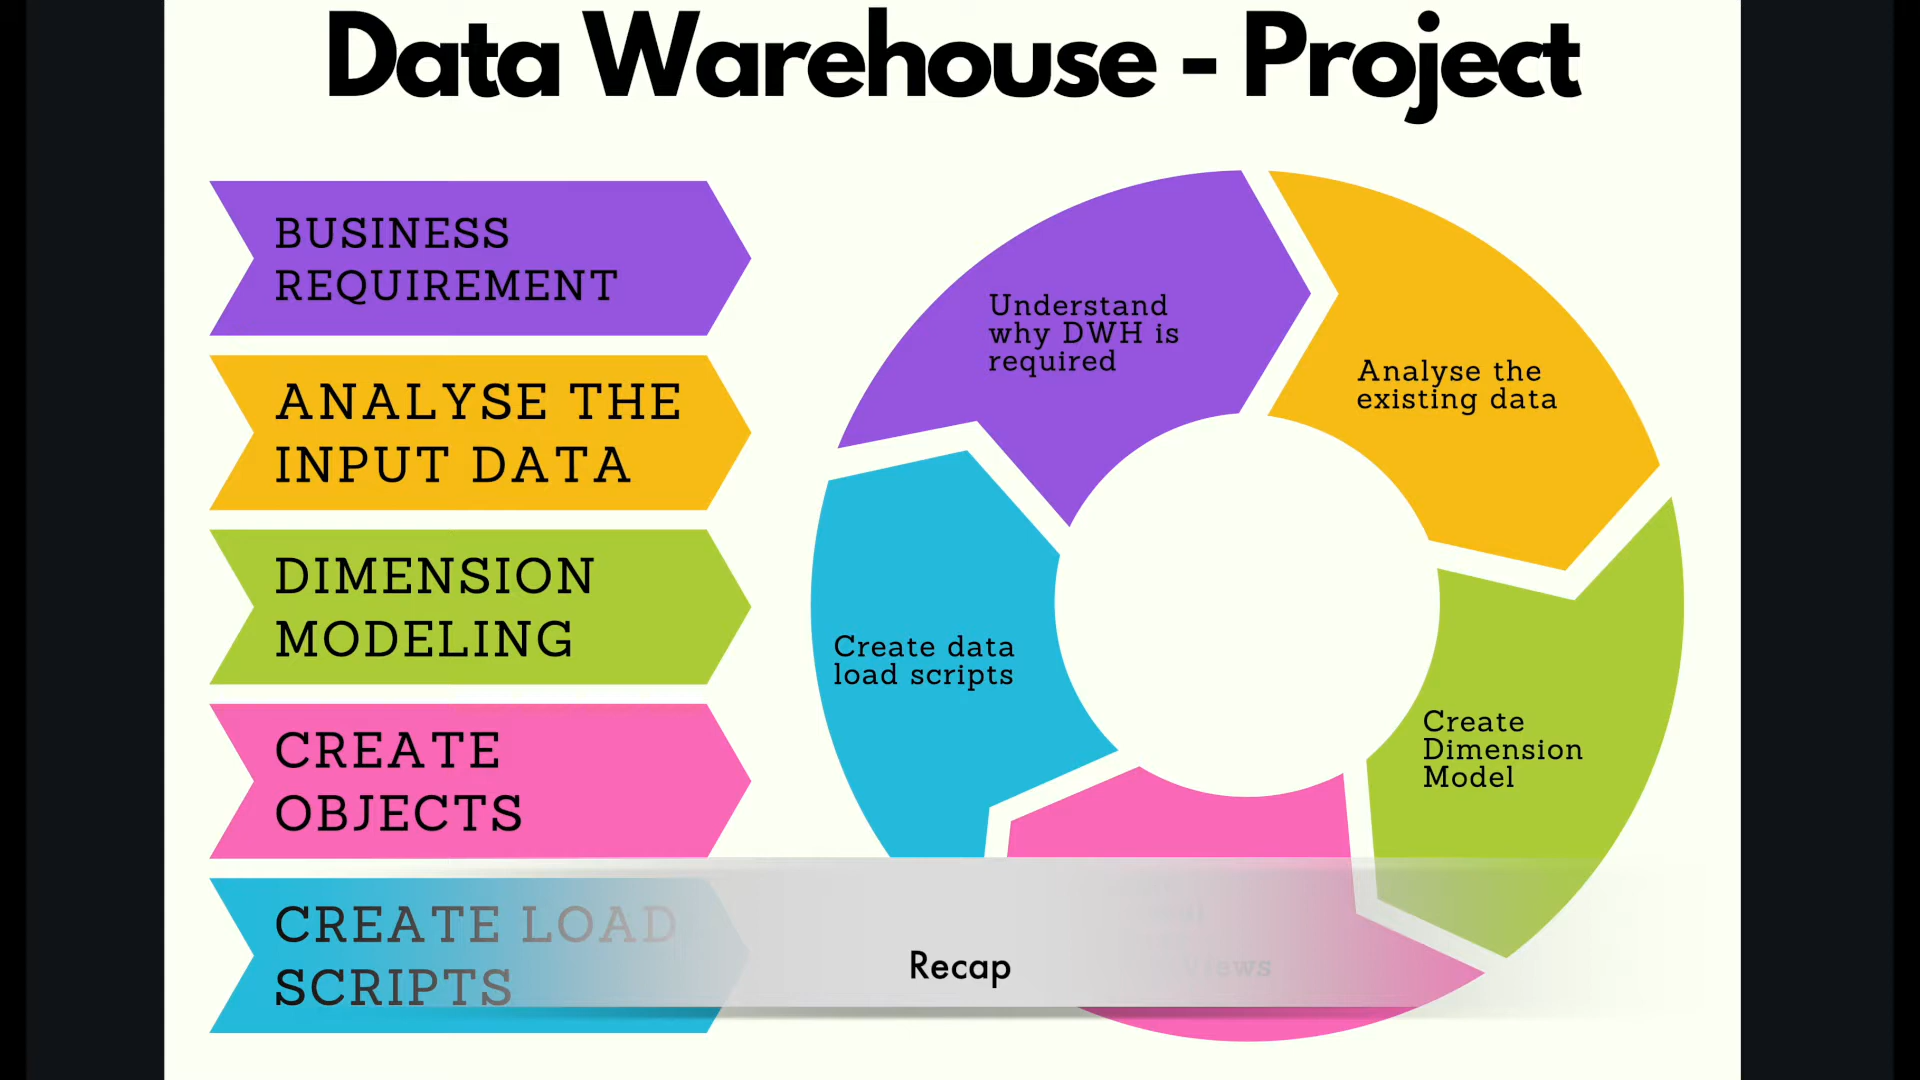 Data Warehouse - Project
BUSINESS
REQUIREMENT
ANALYSE THE
INPUT DATA
DIMENSION
MODELING
CREATE
OBJECTS
CREATE LOAD
SCRIPTS
Understand
why DWH is
required
Analyse the
existing data
Create
Dimension
Model
Create data
load scripts
Views
Recap